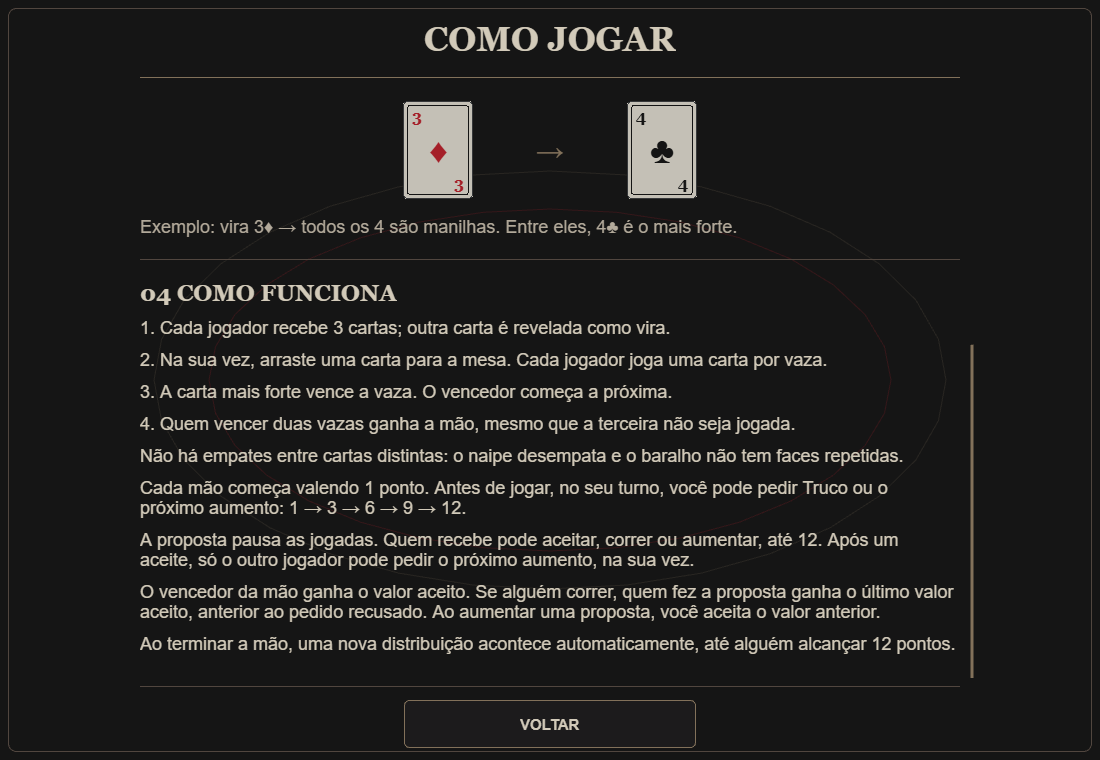 COMO JOGAR
3
♦
3
→
4
♣
4
Exemplo: vira 3♦ → todos os 4 são manilhas. Entre eles, 4♣ é o mais forte.
04 COMO FUNCIONA
1. Cada jogador recebe 3 cartas; outra carta é revelada como vira.
2. Na sua vez, arraste uma carta para a mesa. Cada jogador joga uma carta por vaza.
3. A carta mais forte vence a vaza. O vencedor começa a próxima.
4. Quem vencer duas vazas ganha a mão, mesmo que a terceira não seja jogada.
Não há empates entre cartas distintas: o naipe desempata e o baralho não tem faces repetidas.
Cada mão começa valendo 1 ponto. Antes de jogar, no seu turno, você pode pedir Truco ou o
próximo aumento: 1 → 3 → 6 → 9 → 12.
A proposta pausa as jogadas. Quem recebe pode aceitar, correr ou aumentar, até 12. Após um
aceite, só o outro jogador pode pedir o próximo aumento, na sua vez.
O vencedor da mão ganha o valor aceito. Se alguém correr, quem fez a proposta ganha o último valor
aceito, anterior ao pedido recusado. Ao aumentar uma proposta, você aceita o valor anterior.
Ao terminar a mão, uma nova distribuição acontece automaticamente, até alguém alcançar 12 pontos.
VOLTAR